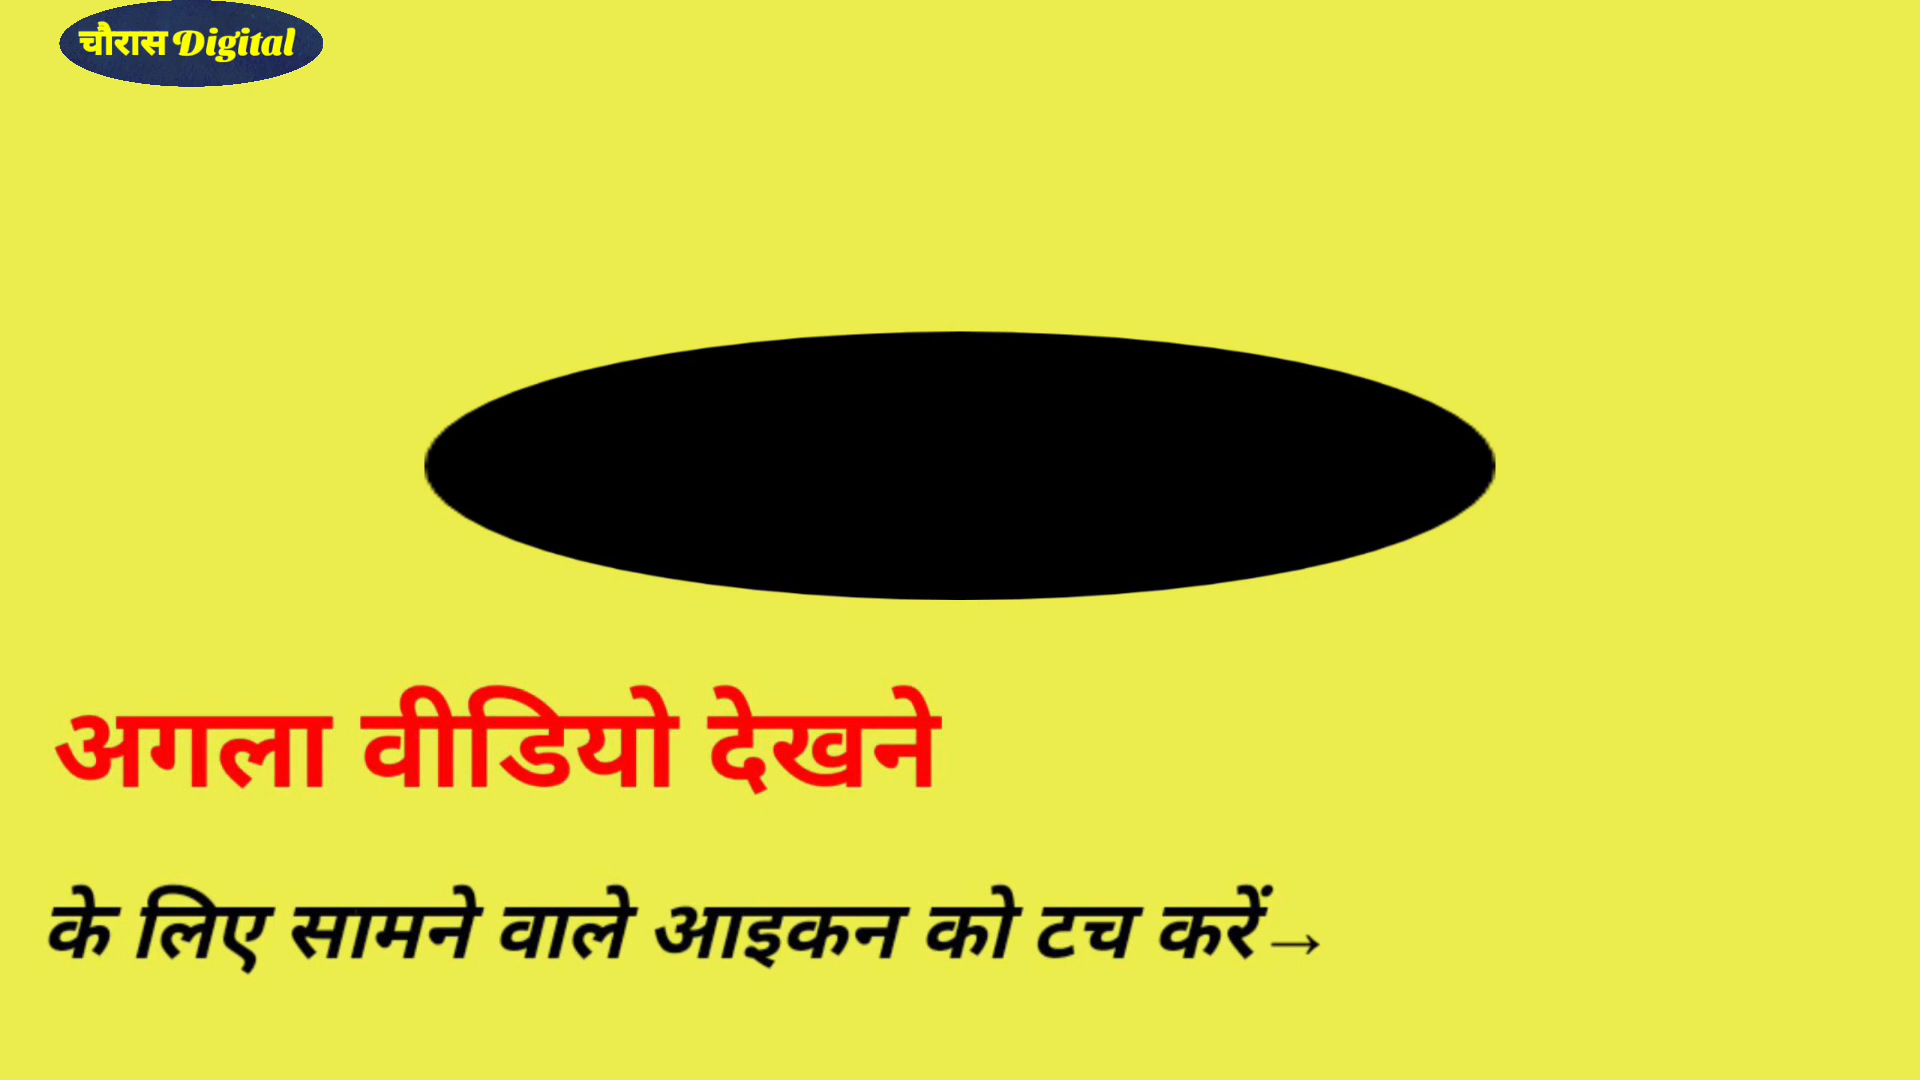 चौरास Digital
अगला वीडियो देखने
के लिए सामने वाले आइकन को टच करें→